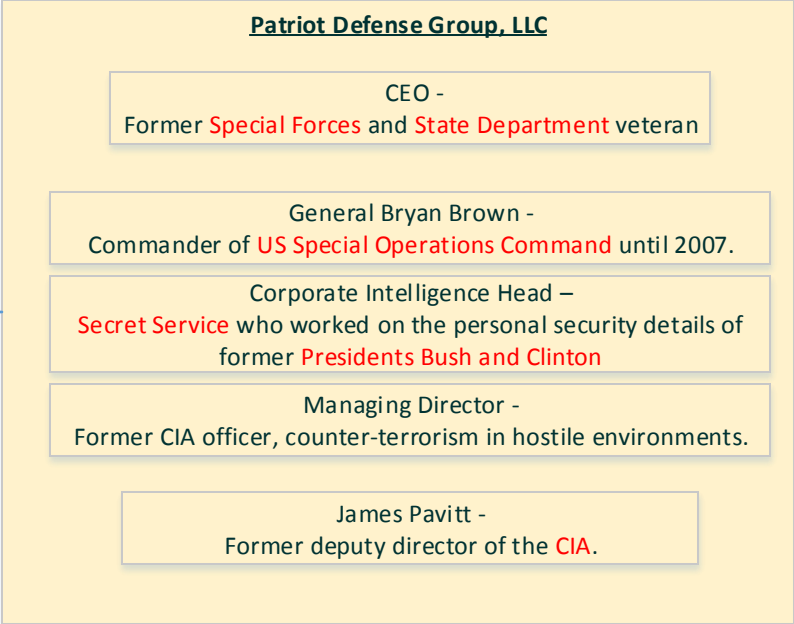 Patriot Defense Group, LLC
CEO -
Former Special Forces and State Department veteran
General Bryan Brown -
Commander of US Special Operations Command until 2007.
Corporate Intelligence Head –
Secret Service who worked on the personal security details of
former Presidents Bush and Clinton
Managing Director -
Former CIA officer, counter-terrorism in hostile environments.
James Pavitt -
Former deputy director of the CIA.